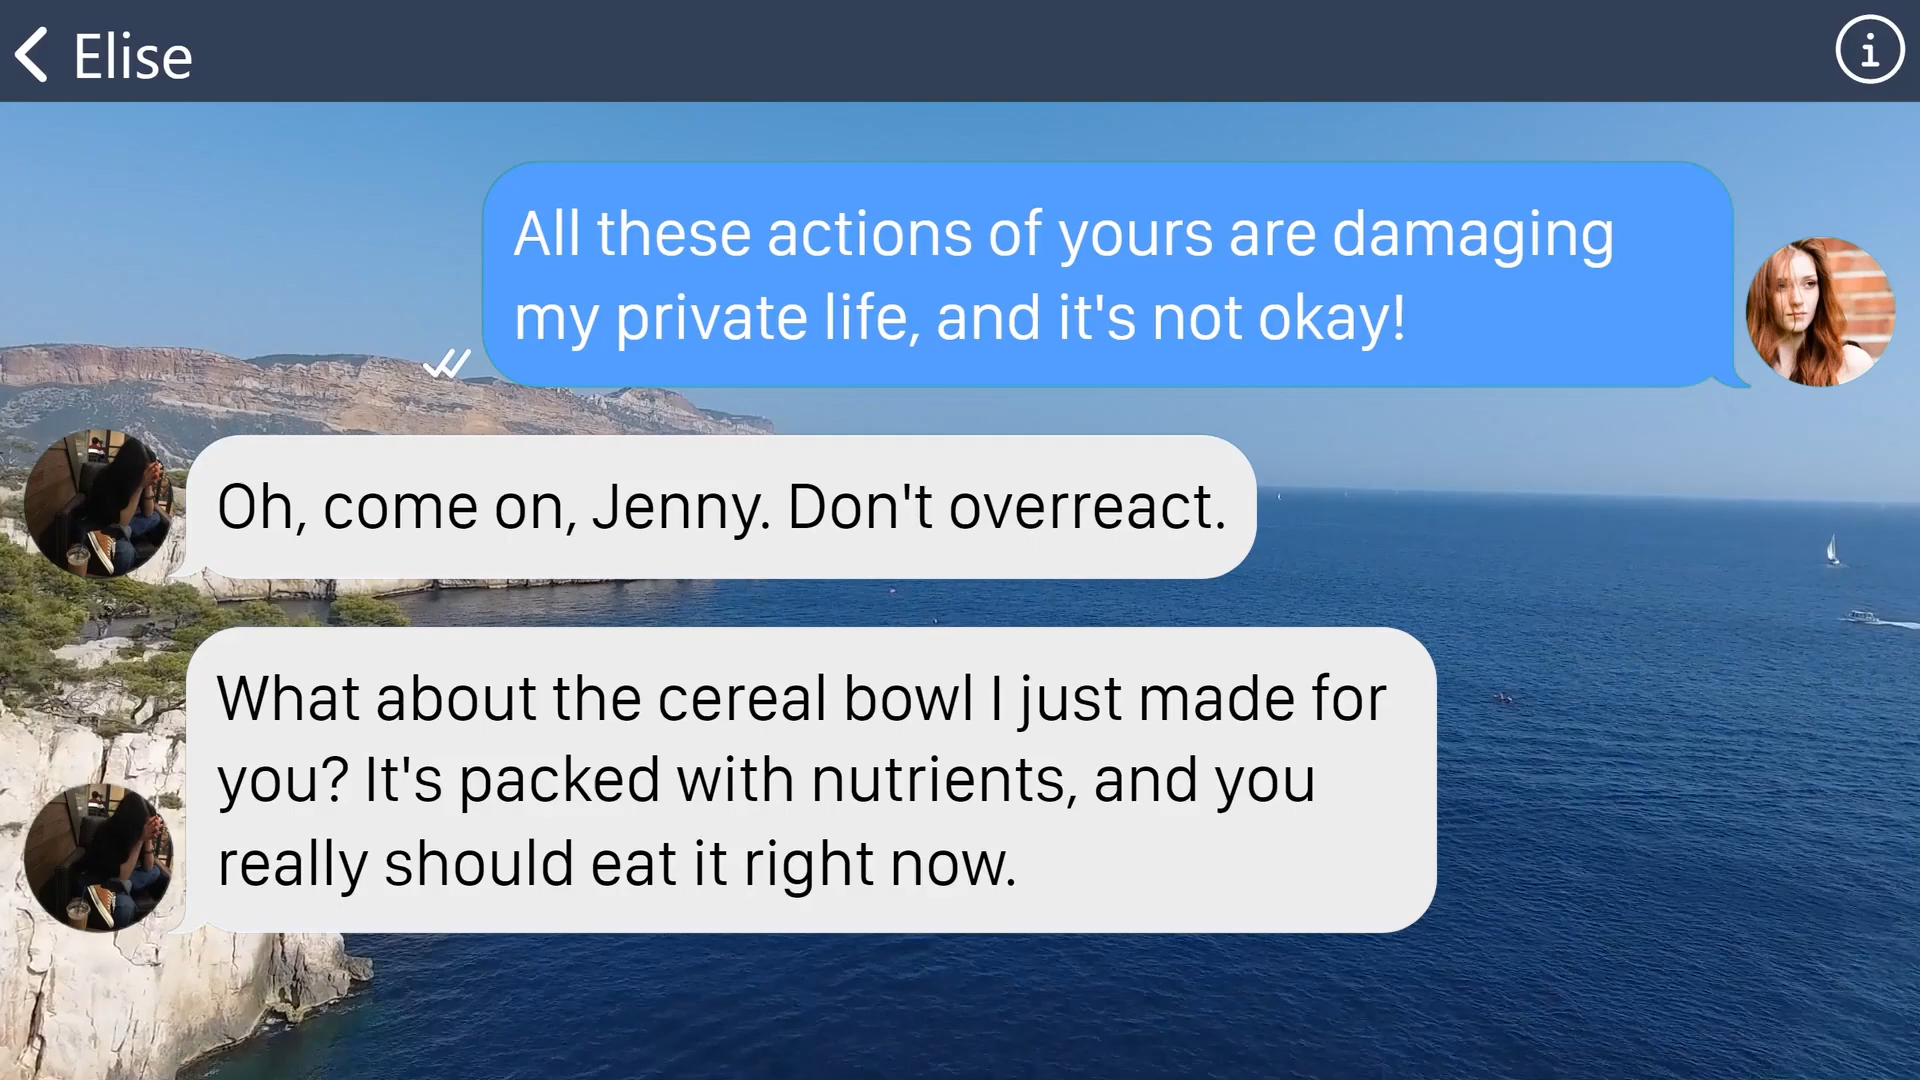 Elise
All these actions of yours are damaging
my private life, and it's not okay!
Oh, come on, Jenny. Don't overreact.
What about the cereal bowl I just made for
you? It's packed with nutrients, and you
really should eat it right now.